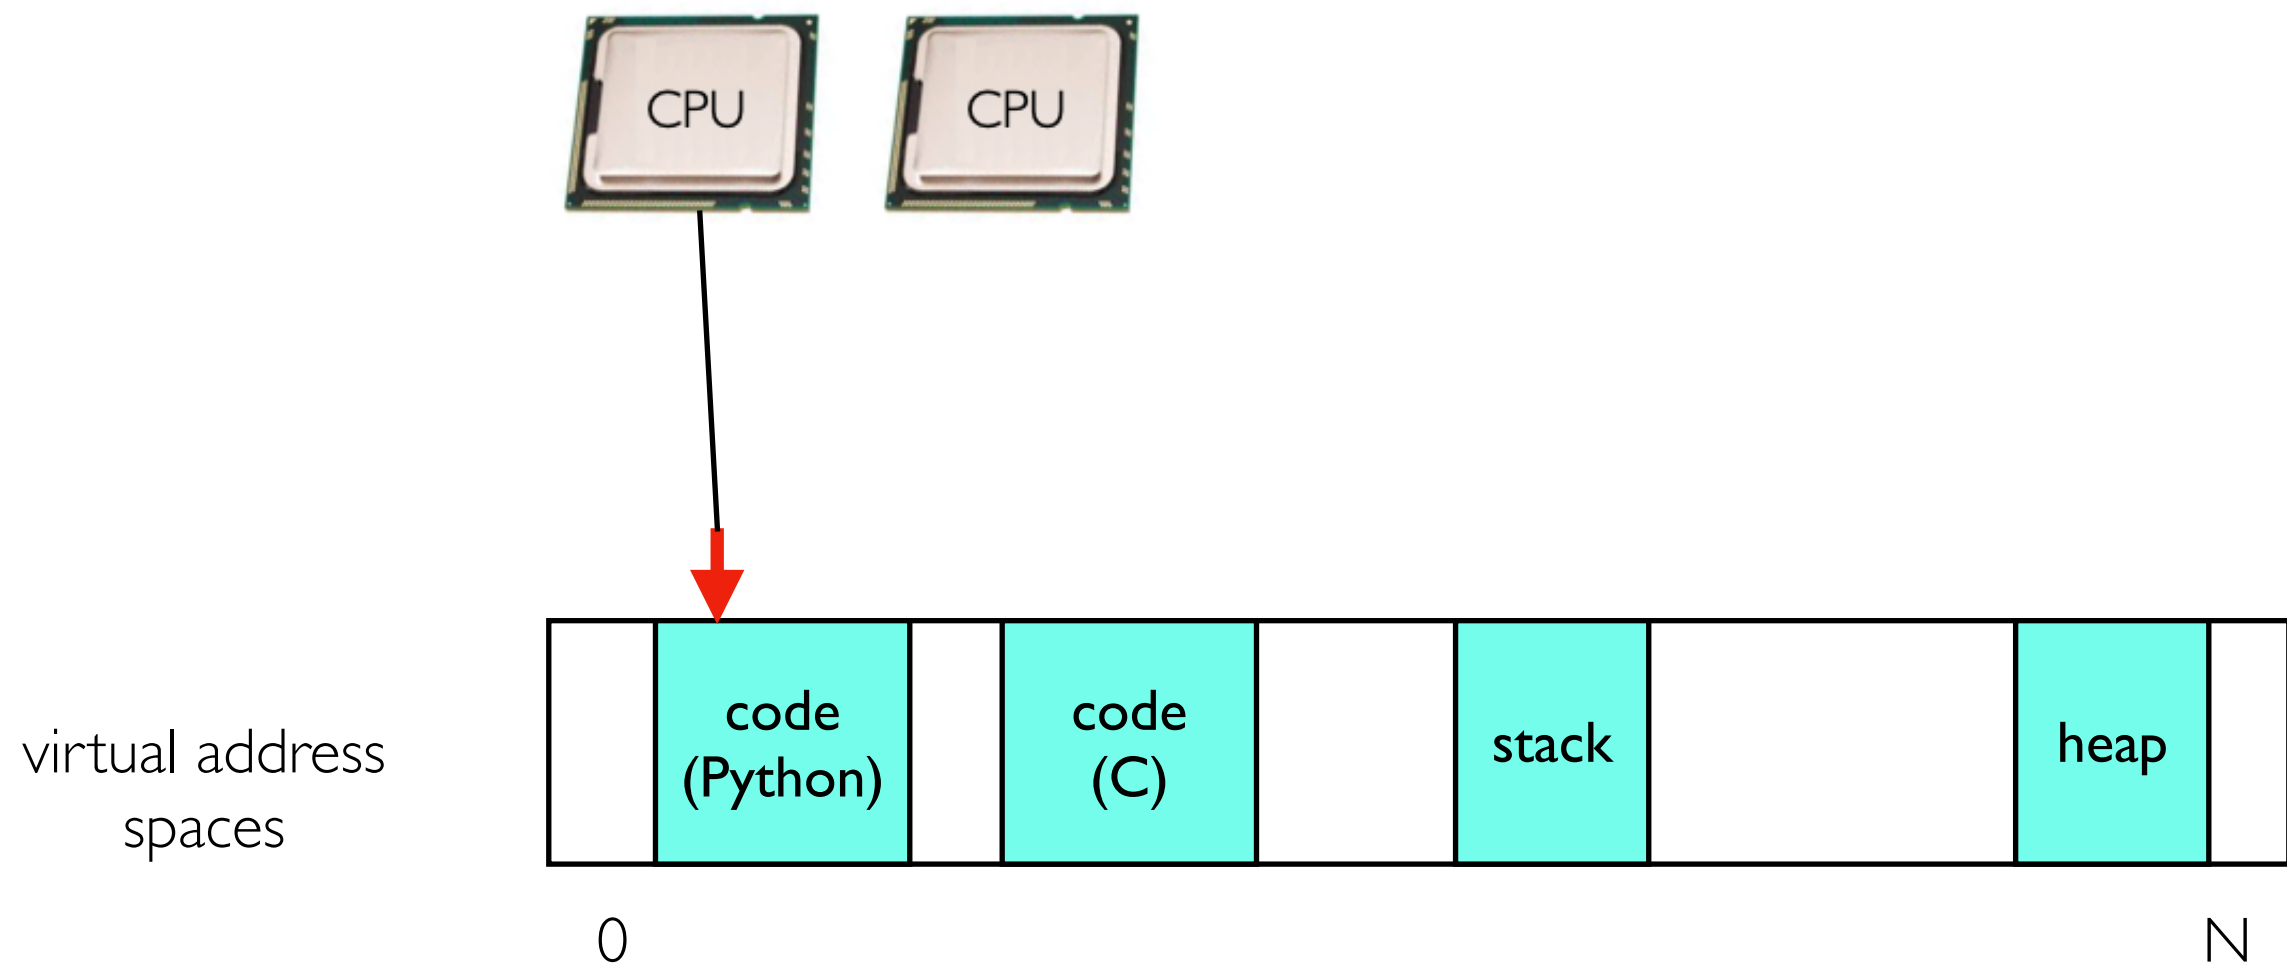 CPU
CPU
code
(Python)
code
(C)
stack
heap
virtual address
spaces
0
N